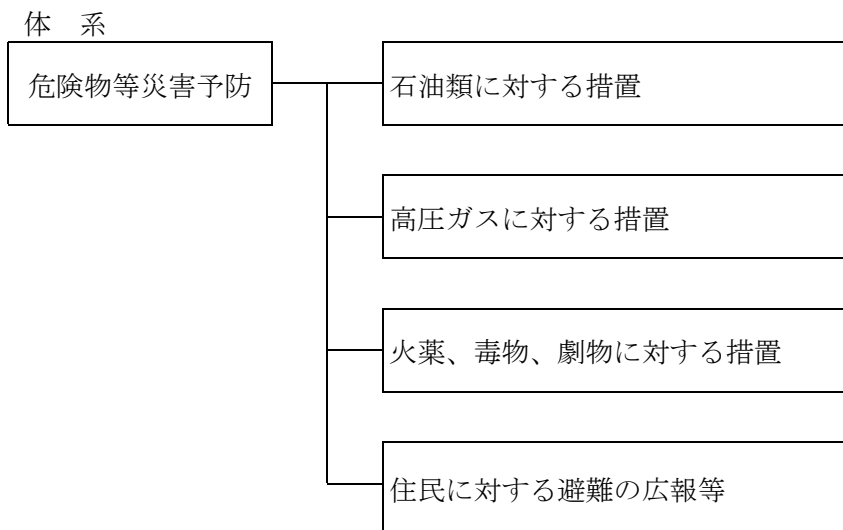 体　系
危険物等災害予防
石油類に対する措置
高圧ガスに対する措置
火薬、毒物、劇物に対する措置
住民に対する避難の広報等